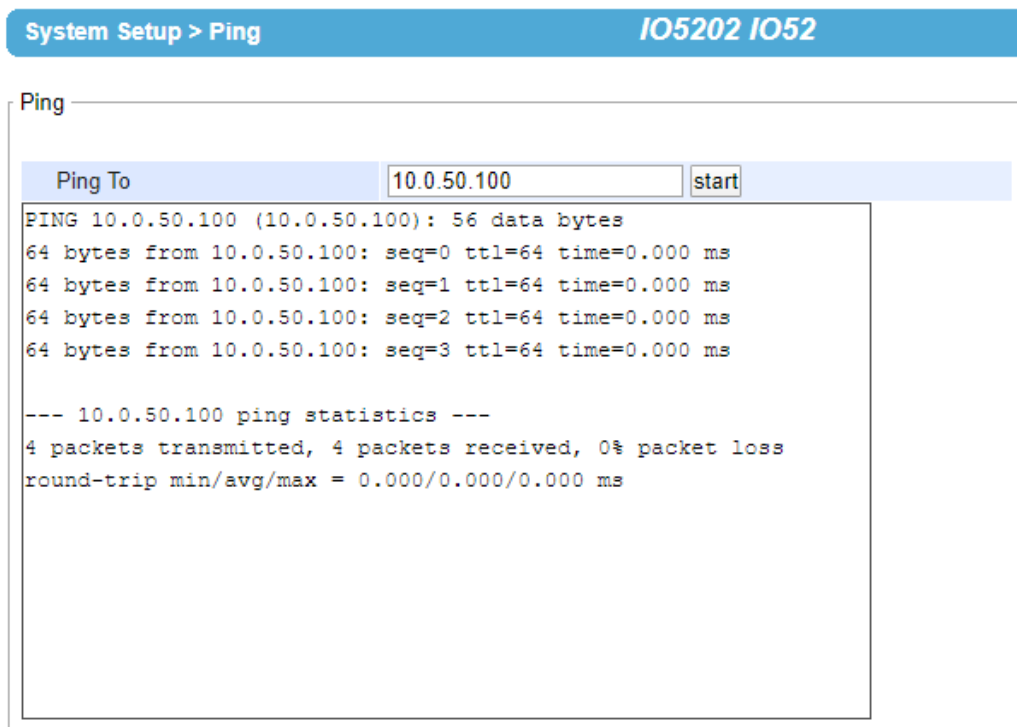 System Setup > Ping IO5202 IO52
Ping
Ping To 10.0.50.100 start
PING 10.0.50.100 (10.0.50.100): 56 data bytes
64 bytes from 10.0.50.100: seq=0 ttl=64 time=0.000 ms
64 bytes from 10.0.50.100: seq=1 ttl=64 time=0.000 ms
64 bytes from 10.0.50.100: seq=2 ttl=64 time=0.000 ms
64 bytes from 10.0.50.100: seq=3 ttl=64 time=0.000 ms
--- 10.0.50.100 ping statistics ---
4 packets transmitted, 4 packets received, 0% packet loss
round-trip min/avg/max = 0.000/0.000/0.000 ms